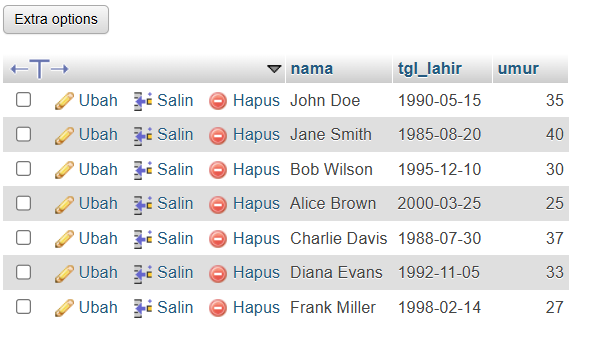 Extra options
nama tgl_lahir umur
Ubah Salin Hapus John Doe 1990-05-15 35
Ubah Salin Hapus Jane Smith 1985-08-20 40
Ubah Salin Hapus Bob Wilson 1995-12-10 30
Ubah Salin Hapus Alice Brown 2000-03-25 25
Ubah Salin Hapus Charlie Davis 1988-07-30 37
Ubah Salin Hapus Diana Evans 1992-11-05 33
Ubah Salin Hapus Frank Miller 1998-02-14 27